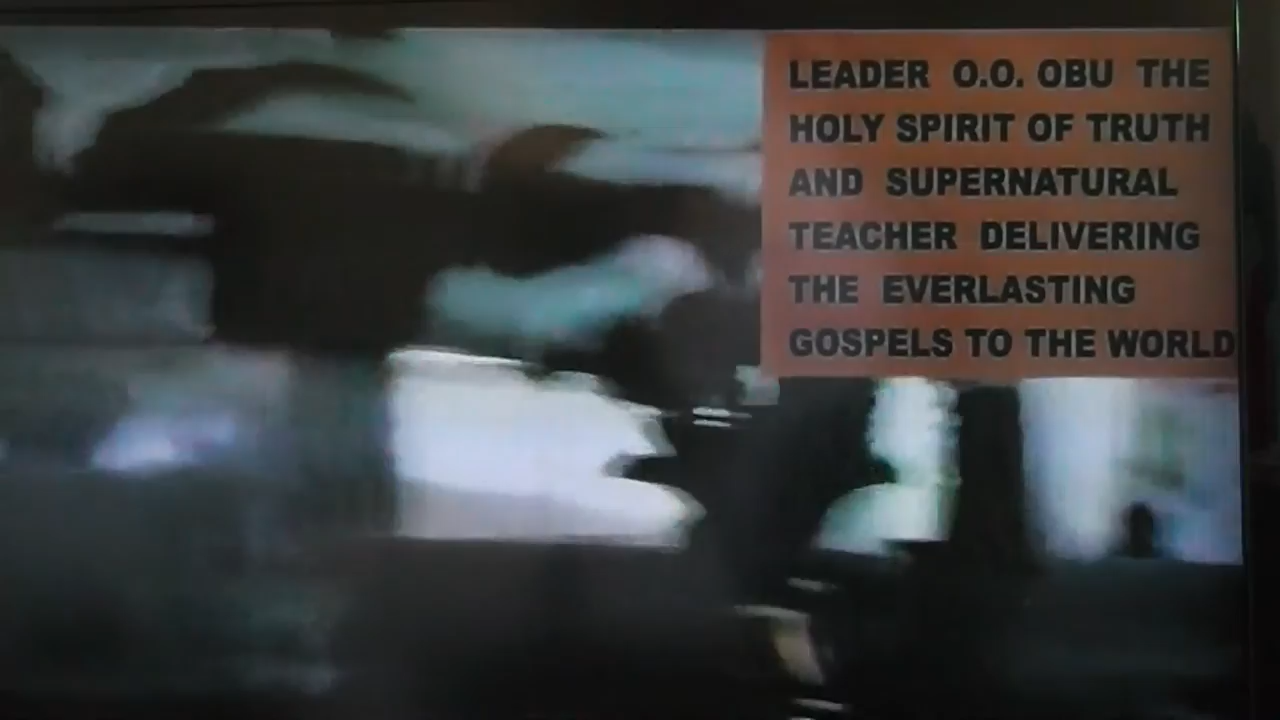 LEADER O.O. OBU THE
HOLY SPIRIT OF TRUTH
AND SUPERNATURAL
TEACHER DELIVERING
THE EVERLASTING
GOSPELS TO THE WORLD